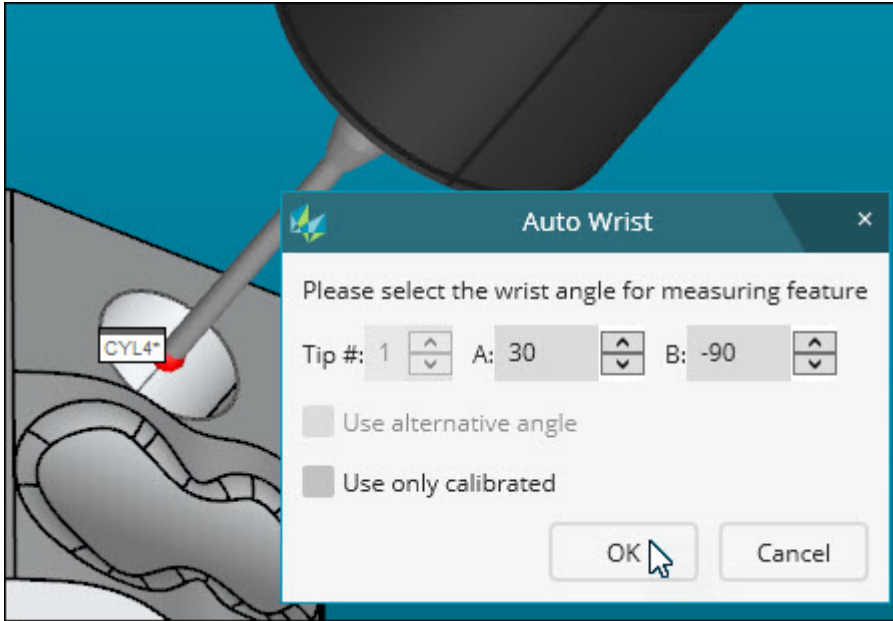 Auto Wrist ×
Please select the wrist angle for measuring feature
Tip #: 1 A: 30 B: -90
CYL4*
Use alternative angle
Use only calibrated
OK Cancel